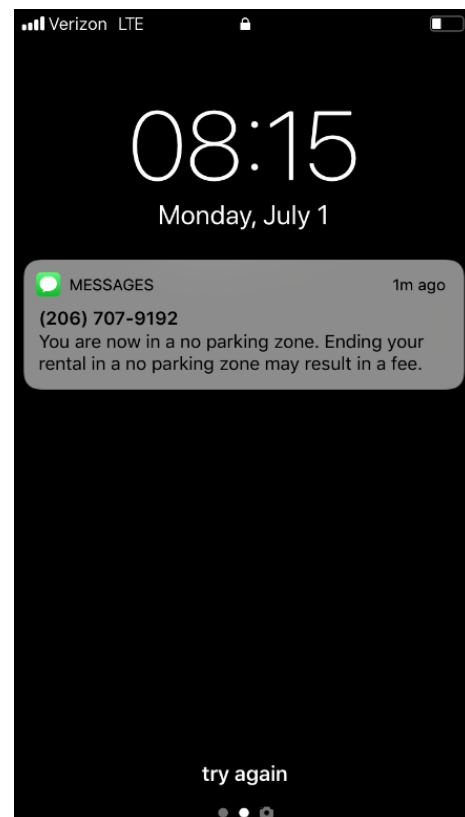 Verizon LTE
08:15
Monday, July 1
MESSAGES 1m ago
(206) 707-9192
You are now in a no parking zone. Ending your
rental in a no parking zone may result in a fee.
try again